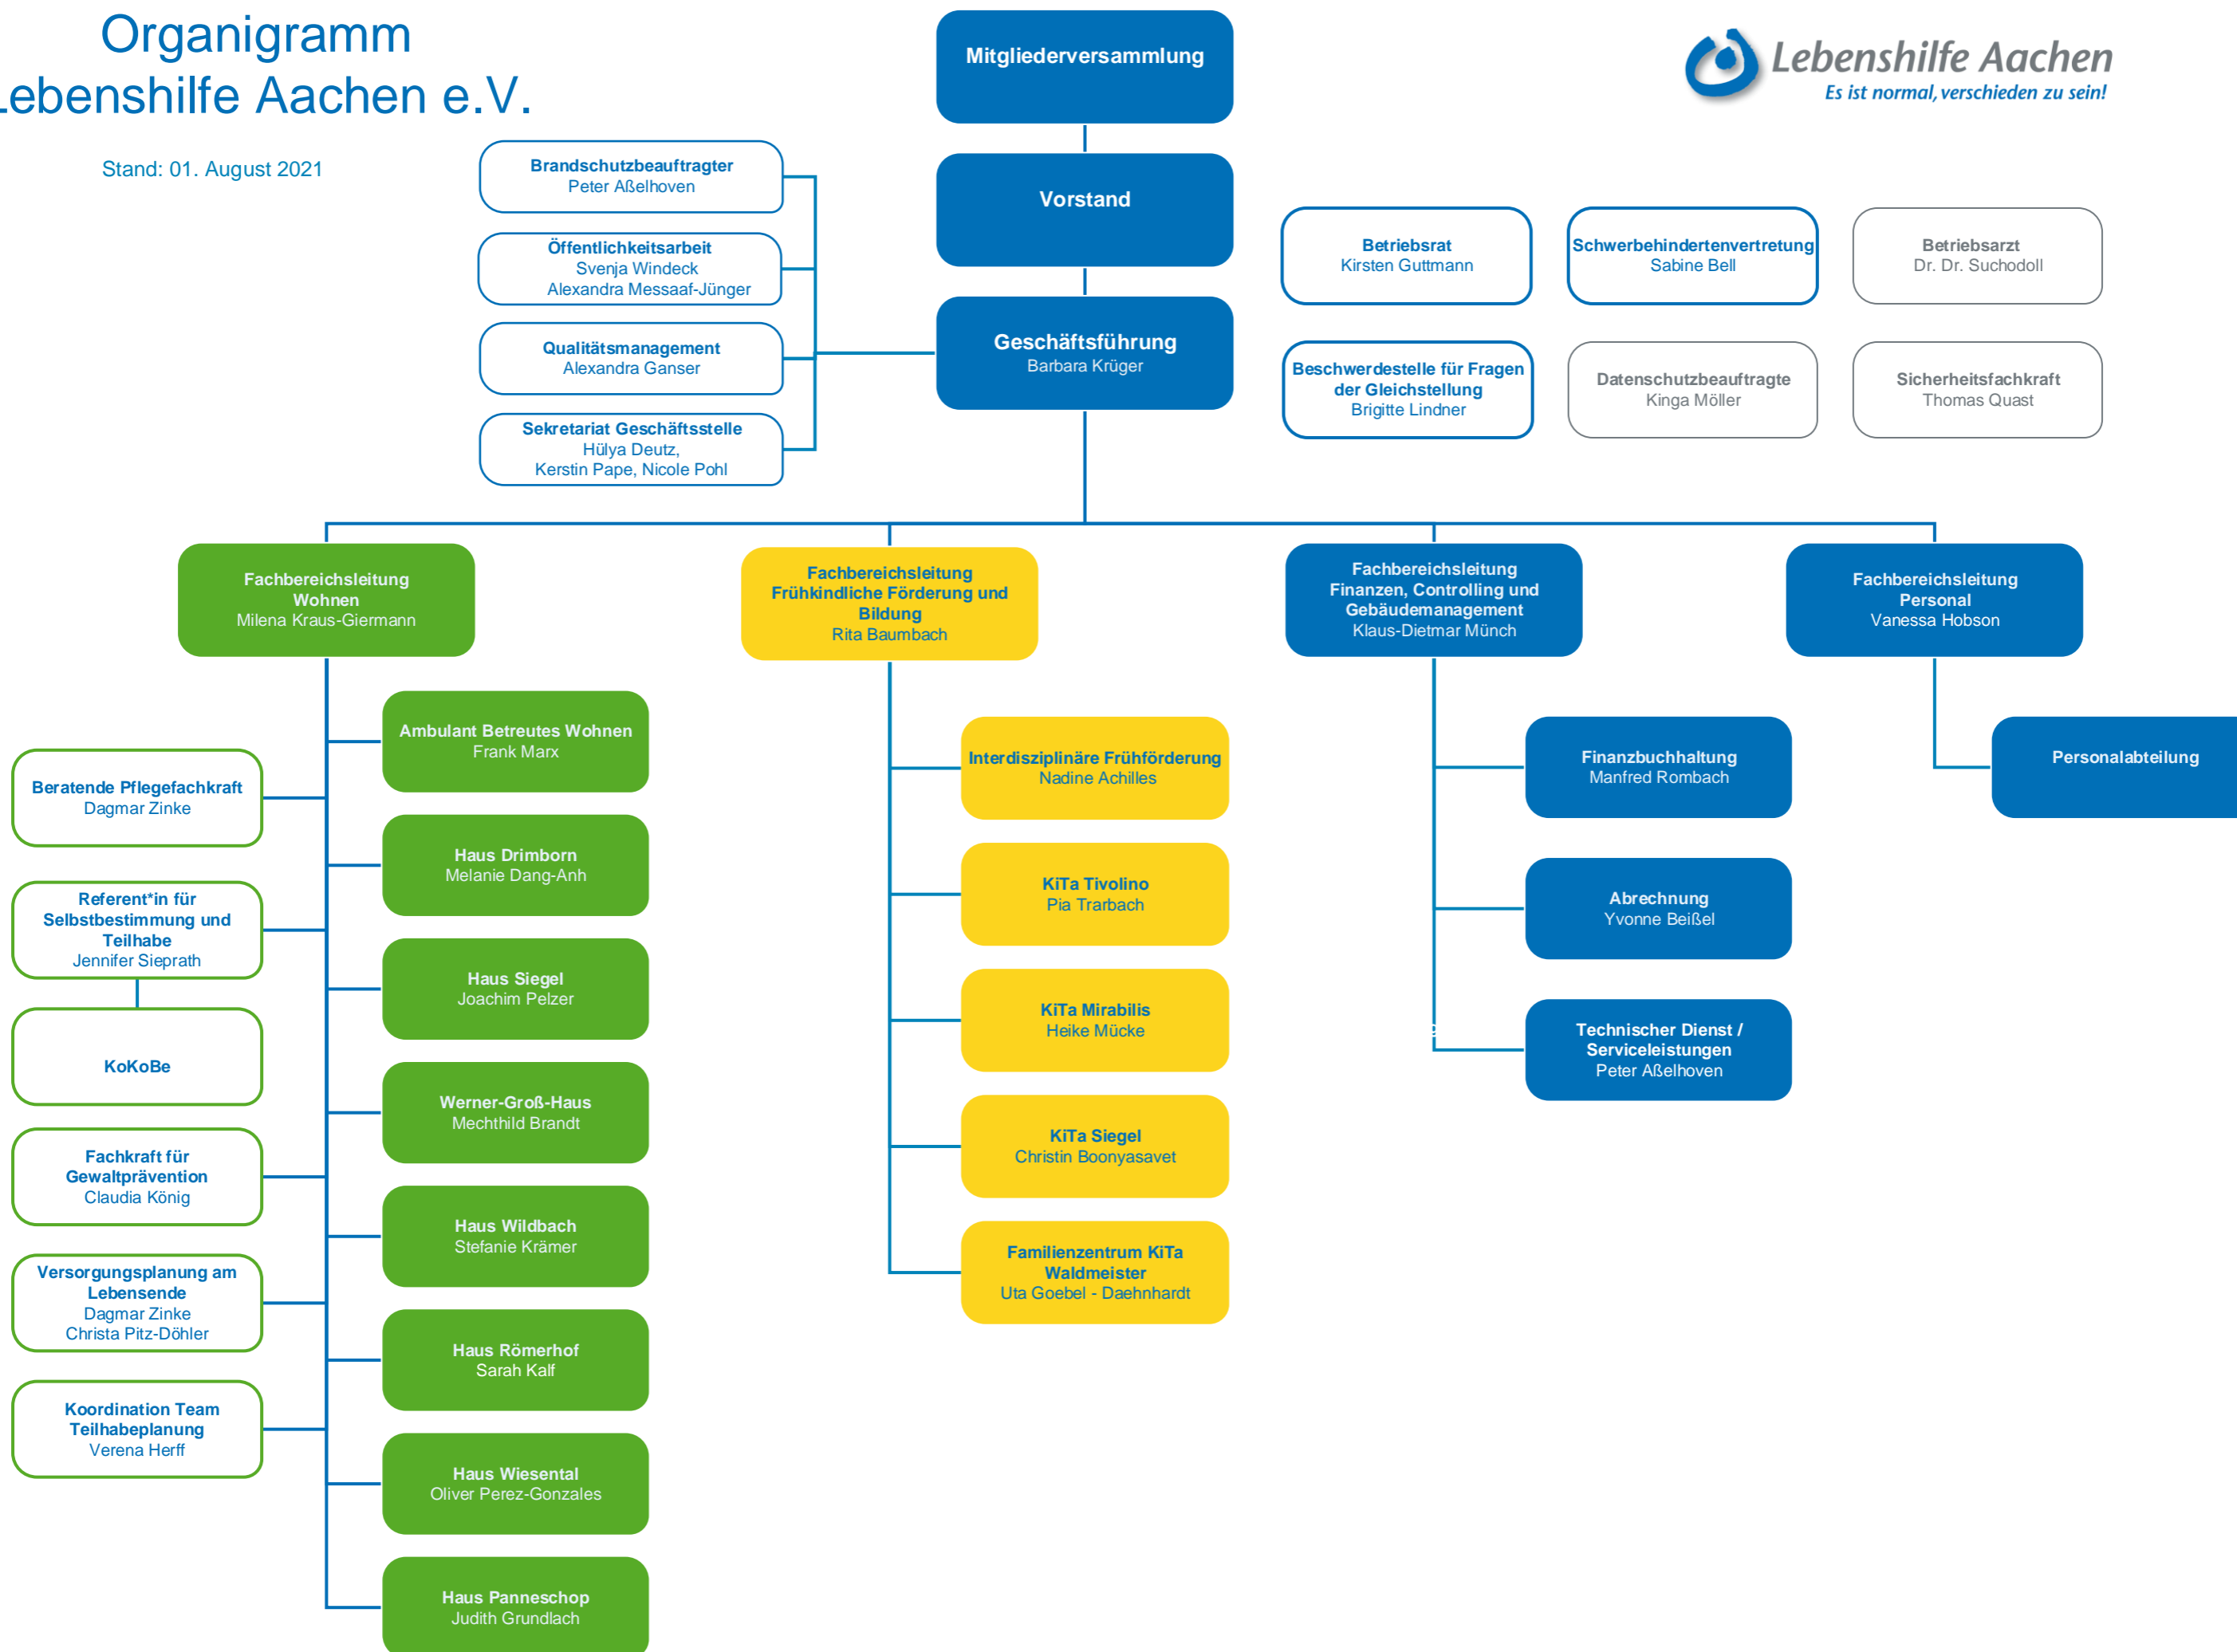 Organigramm
Lebenshilfe Aachen e.V.
Stand: 01. August 2021
Lebenshilfe Aachen
Es ist normal, verschieden zu sein!
Mitgliederversammlung
Vorstand
Geschäftsführung
Barbara Krüger
Brandschutzbeauftragter
Peter Aßelhoven
Öffentlichkeitsarbeit
Svenja Windeck
Alexandra Messaaf-Jünger
Qualitätsmanagement
Alexandra Ganser
Sekretariat Geschäftsstelle
Hülya Deutz,
Kerstin Pape, Nicole Pohl
Betriebsrat
Kirsten Guttmann
Schwerbehindertenvertretung
Sabine Bell
Betriebsarzt
Dr. Dr. Suchodoll
Beschwerdestelle für Fragen
der Gleichstellung
Brigitte Lindner
Datenschutzbeauftragte
Kinga Möller
Sicherheitsfachkraft
Thomas Quast
Fachbereichsleitung
Wohnen
Milena Kraus-Giermann
Fachbereichsleitung
Frühkindliche Förderung und
Bildung
Rita Baumbach
Fachbereichsleitung
Finanzen, Controlling und
Gebäudemanagement
Klaus-Dietmar Münch
Fachbereichsleitung
Personal
Vanessa Hobson
Beratende Pflegefachkraft
Dagmar Zinke
Referent*in für
Selbstbestimmung und
Teilhabe
Jennifer Sieprath
KoKoBe
Fachkraft für
Gewaltprävention
Claudia König
Versorgungsplanung am
Lebensende
Dagmar Zinke
Christa Pitz-Döhler
Koordination Team
Teilhabeplanung
Verena Herff
Ambulant Betreutes Wohnen
Frank Marx
Haus Drimborn
Melanie Dang-Anh
Haus Siegel
Joachim Pelzer
Werner-Groß-Haus
Mechthild Brandt
Haus Wildbach
Stefanie Krämer
Haus Römerhof
Sarah Kalf
Haus Wiesental
Oliver Perez-Gonzales
Haus Panneschop
Judith Grundlach
Interdisziplinäre Frühförderung
Nadine Achilles
KiTa Tivolino
Pia Trarbach
KiTa Mirabilis
Heike Mücke
KiTa Siegel
Christin Boonyasavet
Familienzentrum KiTa
Waldmeister
Uta Goebel - Daehnhardt
Finanzbuchhaltung
Manfred Rombach
Abrechnung
Yvonne Beißel
Technischer Dienst /
Serviceleistungen
Peter Aßelhoven
Personalabteilung